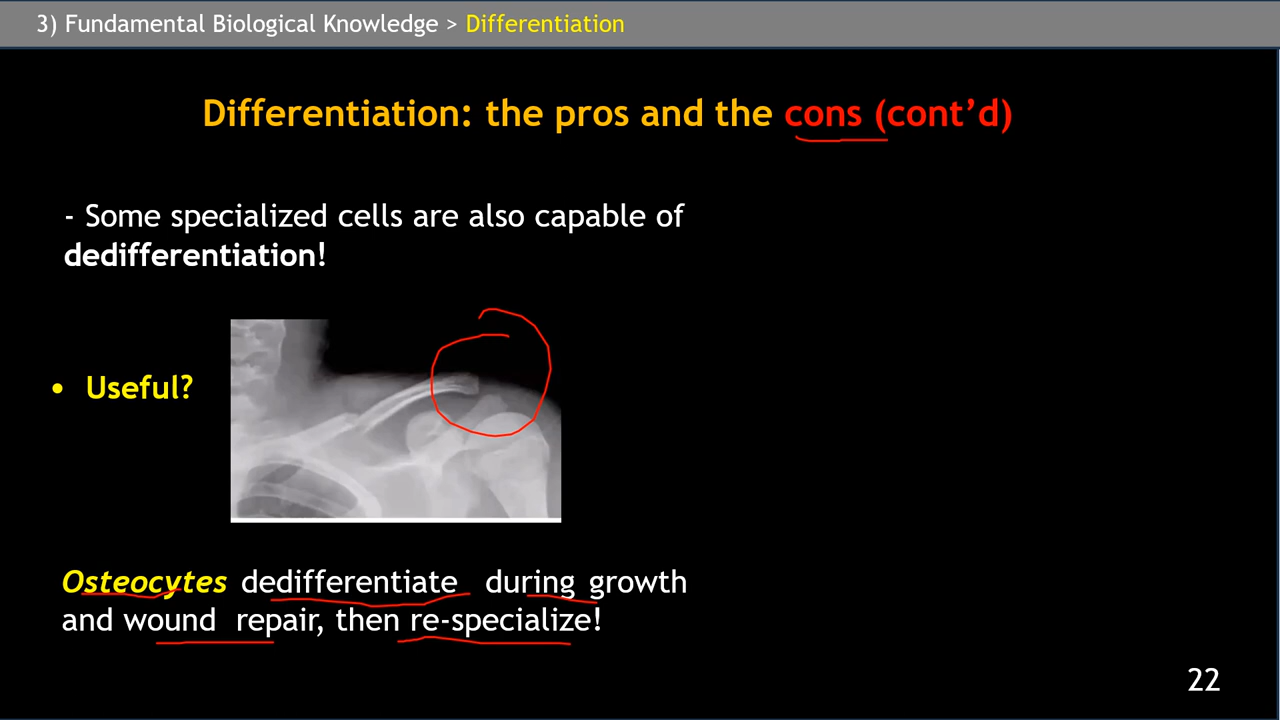 3) Fundamental Biological Knowledge > Differentiation
Differentiation: the pros and the cons (cont’d)
- Some specialized cells are also capable of
dedifferentiation!
• Useful?
Osteocytes dedifferentiate during growth
and wound repair, then re-specialize!
22